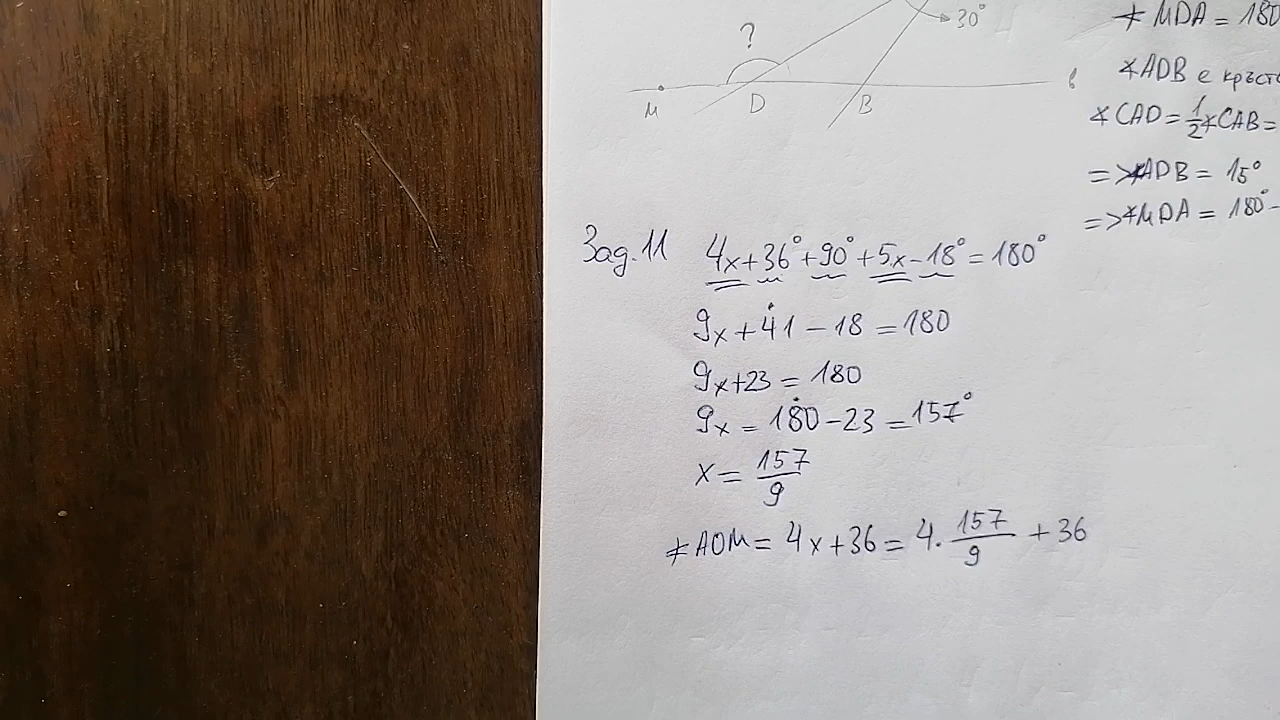 30°
?
м D B в
∢ MDA = 180
∢ADB е кръсто
∢CAD = 1/2 ∢CAB =
=> ∢ADB = 15°
=> ∢MDA = 180° -
Зад. 11 4x + 36° + 90° + 5x - 18° = 180°
9x + 41 - 18 = 180
9x + 23 = 180
9x = 180 - 23 = 157°
x = 157/9
∢AOM = 4x + 36 = 4. 157/9 + 36